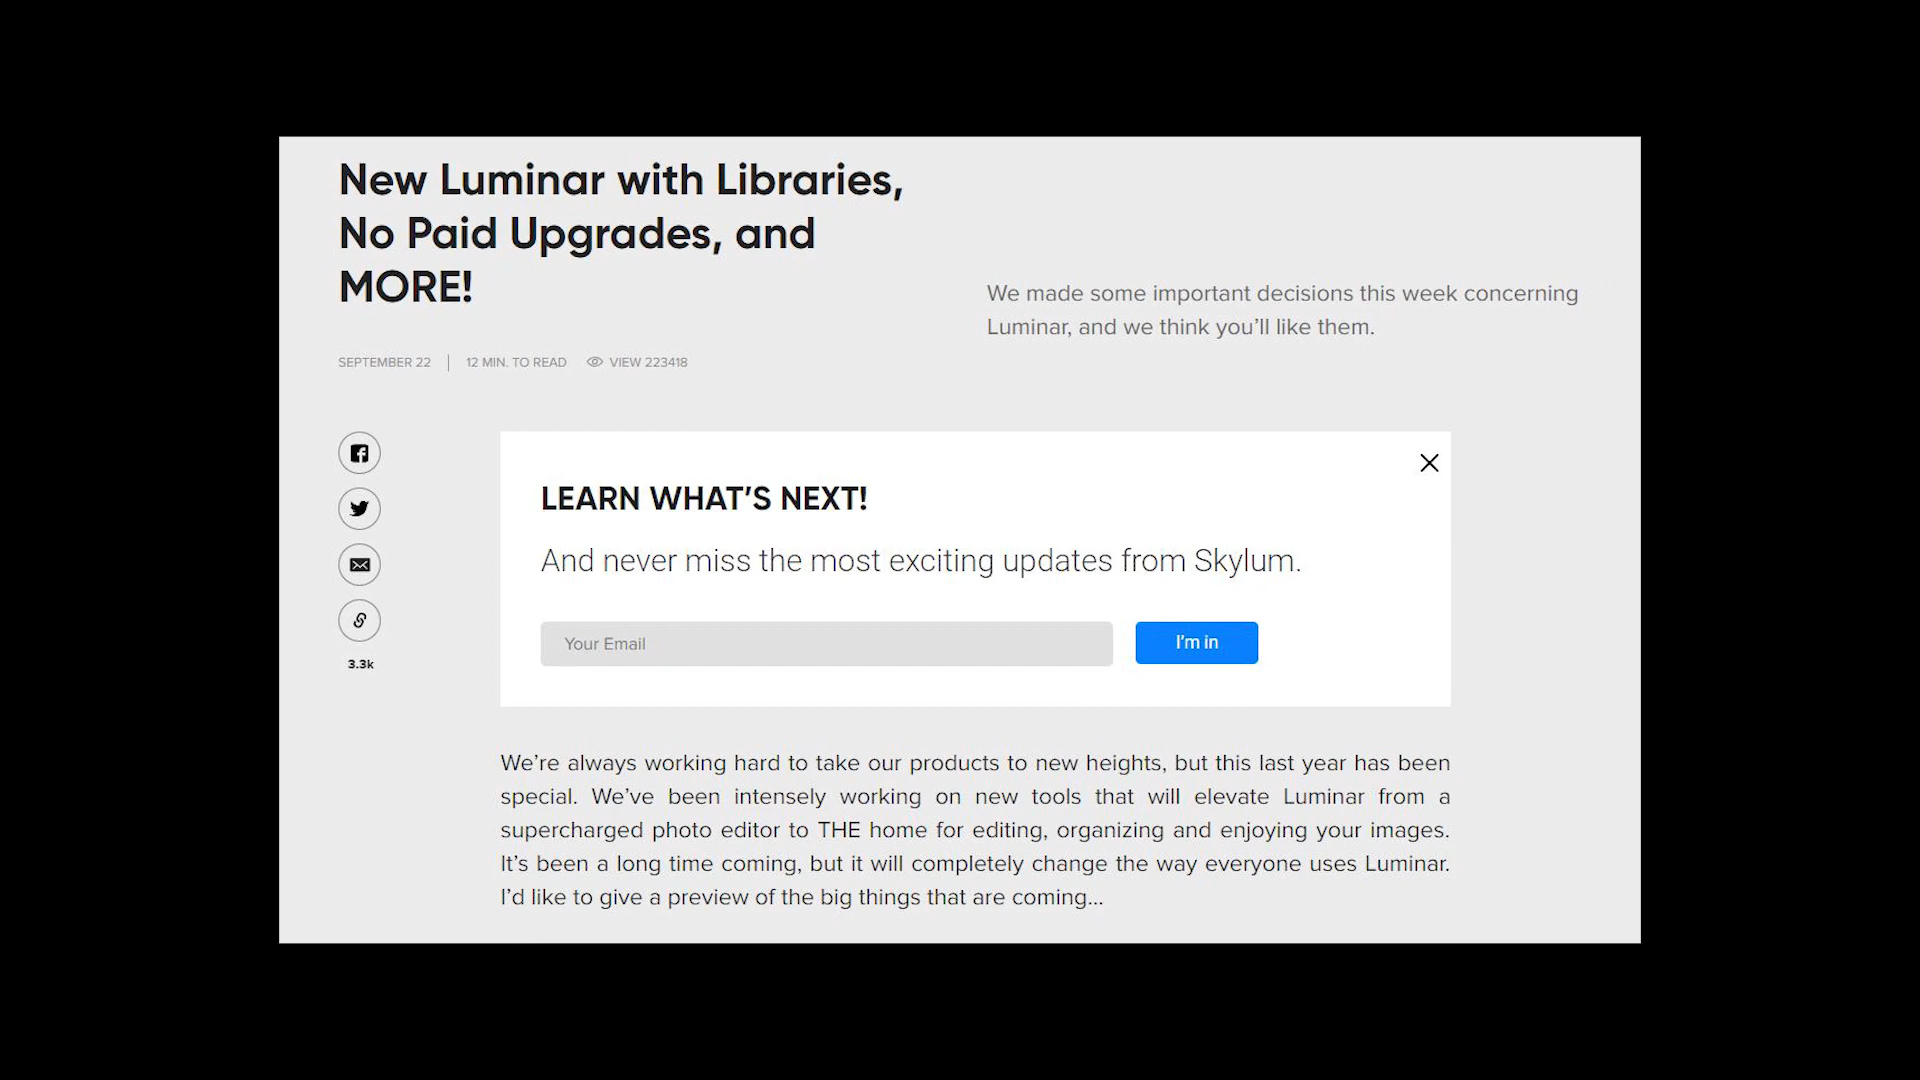 New Luminar with Libraries,
No Paid Upgrades, and
MORE!
We made some important decisions this week concerning
Luminar, and we think you’ll like them.
SEPTEMBER 22 | 12 MIN. TO READ VIEW 223418
LEARN WHAT’S NEXT!
And never miss the most exciting updates from Skylum.
Your Email
I’m in
3.3k
We’re always working hard to take our products to new heights, but this last year has been
special. We’ve been intensely working on new tools that will elevate Luminar from a
supercharged photo editor to THE home for editing, organizing and enjoying your images.
It’s been a long time coming, but it will completely change the way everyone uses Luminar.
I’d like to give a preview of the big things that are coming...